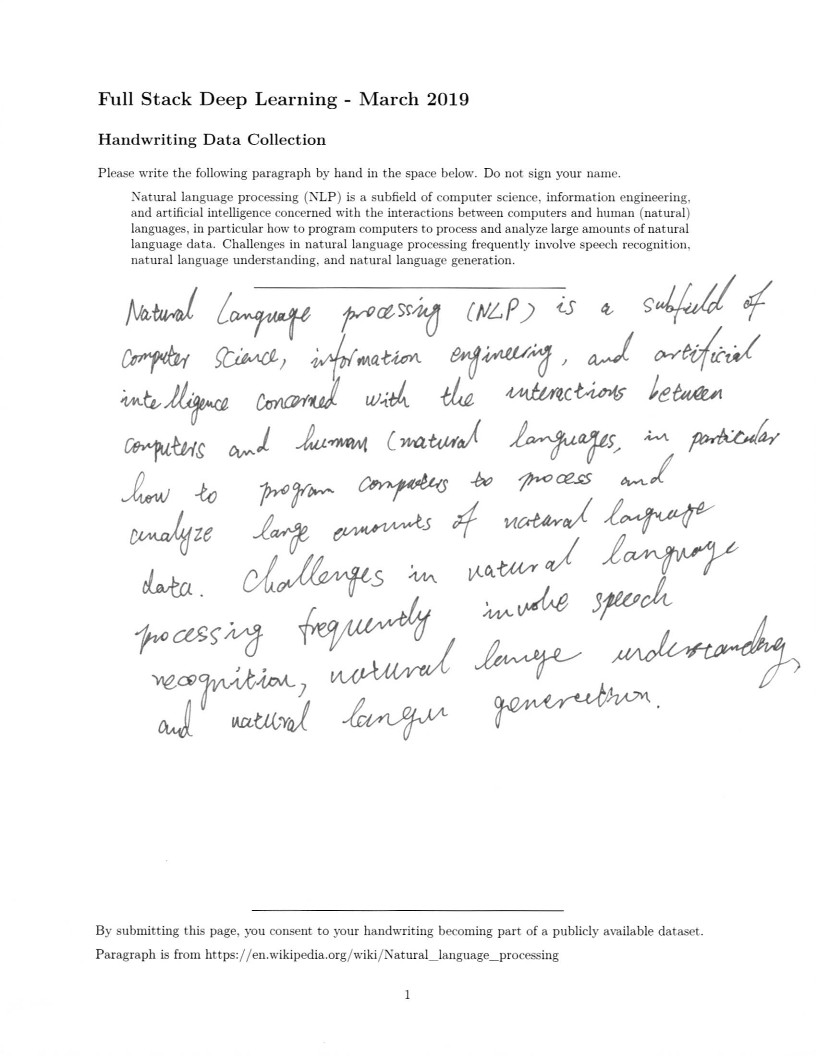 Full Stack Deep Learning - March 2019
Handwriting Data Collection
Please write the following paragraph by hand in the space below. Do not sign your name.
Natural language processing (NLP) is a subfield of computer science, information engineering,
and artificial intelligence concerned with the interactions between computers and human (natural)
languages, in particular how to program computers to process and analyze large amounts of natural
language data. Challenges in natural language processing frequently involve speech recognition,
natural language understanding, and natural language generation.
Natural Language processing (NLP) is a subfield of
computer science, information engineering, and artificial
intelligence concerned with the interactions between
computers and human (natural languages, in particular
how to program computers to process and
analyze large amounts of natural language
data. Challenges in natural language
processing frequently involve speech
recognition, natural understanding,
and natural generation.
By submitting this page, you consent to your handwriting becoming part of a publicly available dataset.
Paragraph is from https://en.wikipedia.org/wiki/Natural_language_processing
1